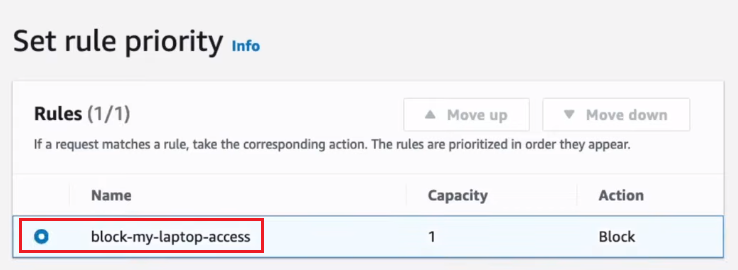 Set rule priority Info
Rules (1/1)
▲ Move up
▼ Move down
If a request matches a rule, take the corresponding action. The rules are prioritized in order they appear.
Name Capacity Action
block-my-laptop-access 1 Block